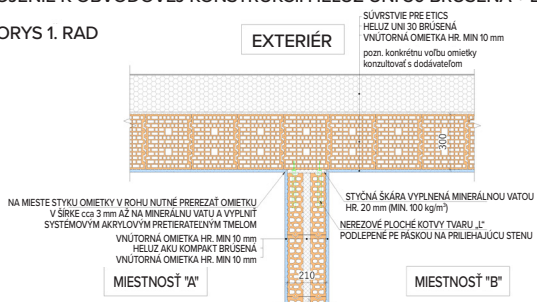 ORYS 1. RAD
EXTERIÉR
SÚVRSTVIE PRE ETICS
HELUZ UNI 30 BRÚSENÁ
VNÚTORNÁ OMIETKA HR. MIN 10 mm
pozn. konkrétnu voľbu omietky
konzultovať s dodávateľom
300
NA MIESTE STYKU OMIETKY V ROHU NUTNÉ PREREZAŤ OMIETKU
V ŠÍRKE cca 3 mm AŽ NA MINERÁLNU VATU A VYPLNIŤ
SYSTÉMOVÝM AKRYLOVÝM PRETIERATEĽNÝM TMELOM
VNÚTORNÁ OMIETKA HR. MIN 10 mm
HELUZ AKU KOMPAKT BRÚSENÁ
VNÚTORNÁ OMIETKA HR. MIN 10 mm
STYČNÁ ŠKÁRA VYPLNENÁ MINERÁLNOU VATOU
HR. 20 mm (MIN. 100 kg/m³)
NEREZOVÉ PLOCHÉ KOTVY TVARU „L"
PODLEPENÉ PE PÁSKOU NA PRILIEHAJÚCU STENU
210
MIESTNOSŤ "A"
MIESTNOSŤ "B"